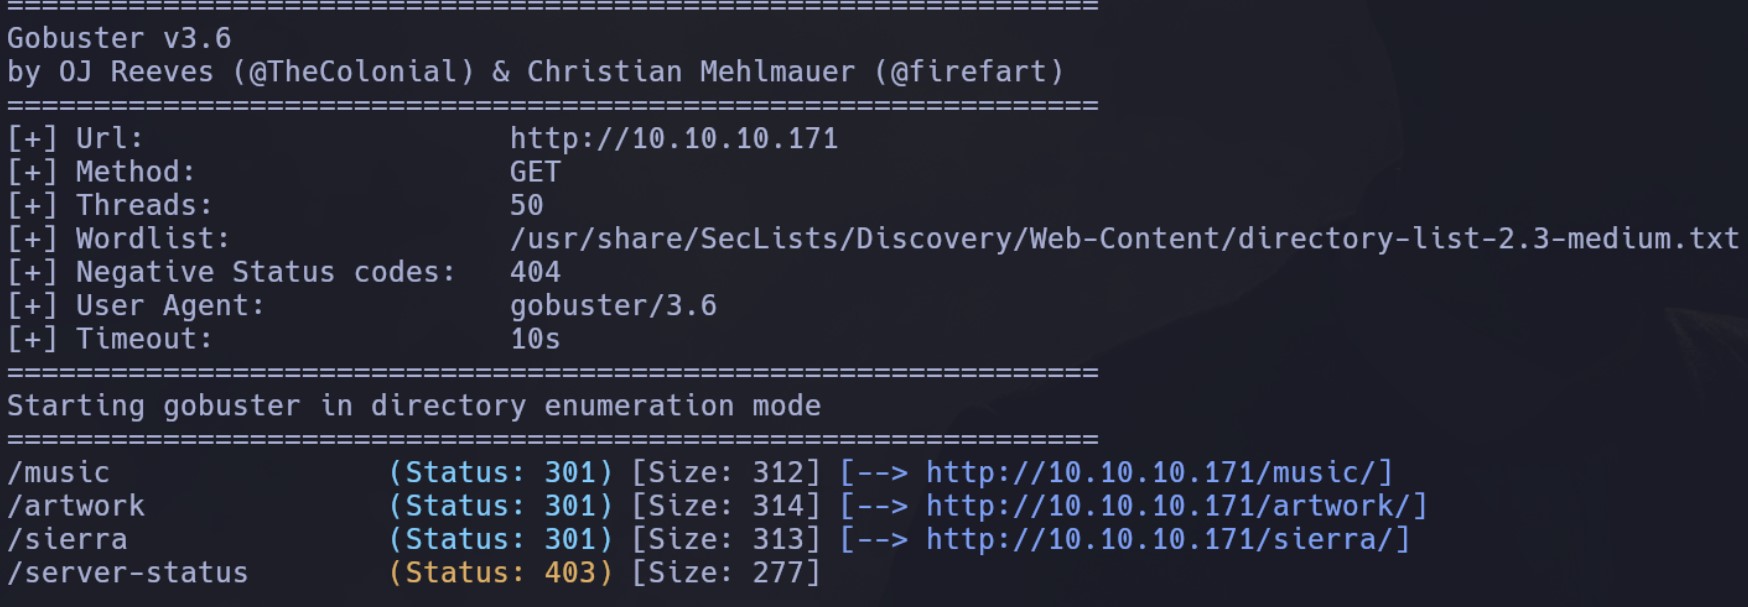 ===============================================================
Gobuster v3.6
by OJ Reeves (@TheColonial) & Christian Mehlmauer (@firefart)
===============================================================
[+] Url:                     http://10.10.10.171
[+] Method:                  GET
[+] Threads:                 50
[+] Wordlist:                /usr/share/SecLists/Discovery/Web-Content/directory-list-2.3-medium.txt
[+] Negative Status codes:   404
[+] User Agent:              gobuster/3.6
[+] Timeout:                 10s
===============================================================
Starting gobuster in directory enumeration mode
===============================================================
/music                (Status: 301) [Size: 312] [--> http://10.10.10.171/music/]
/artwork              (Status: 301) [Size: 314] [--> http://10.10.10.171/artwork/]
/sierra               (Status: 301) [Size: 313] [--> http://10.10.10.171/sierra/]
/server-status        (Status: 403) [Size: 277]